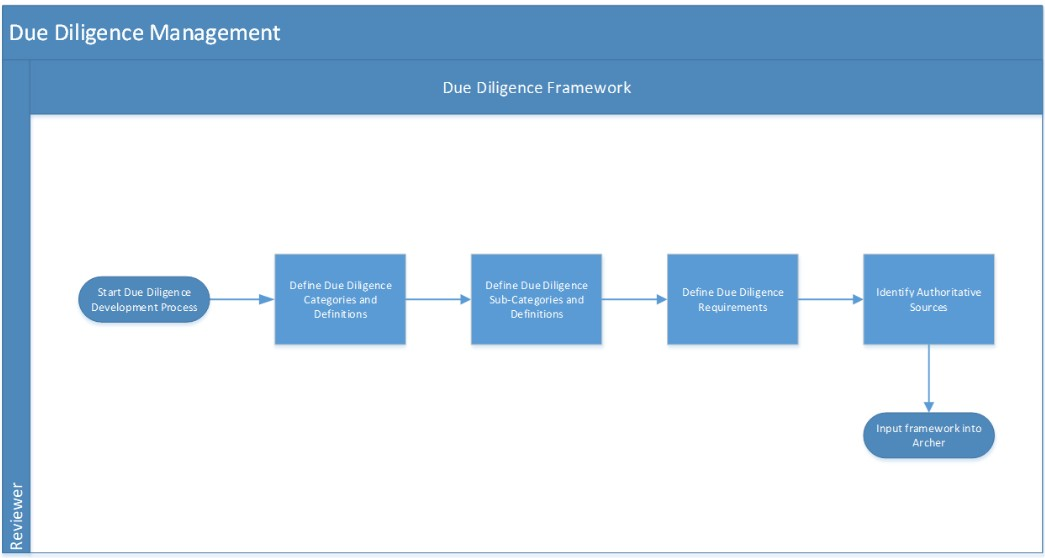 Due Diligence Management
Due Diligence Framework
Start Due Diligence
Development Process
Define Due Diligence
Categories and
Definitions
Define Due Diligence
Sub-Categories and
Definitions
Define Due Diligence
Requirements
Identify Authoritative
Sources
Input framework into
Archer
Reviewer